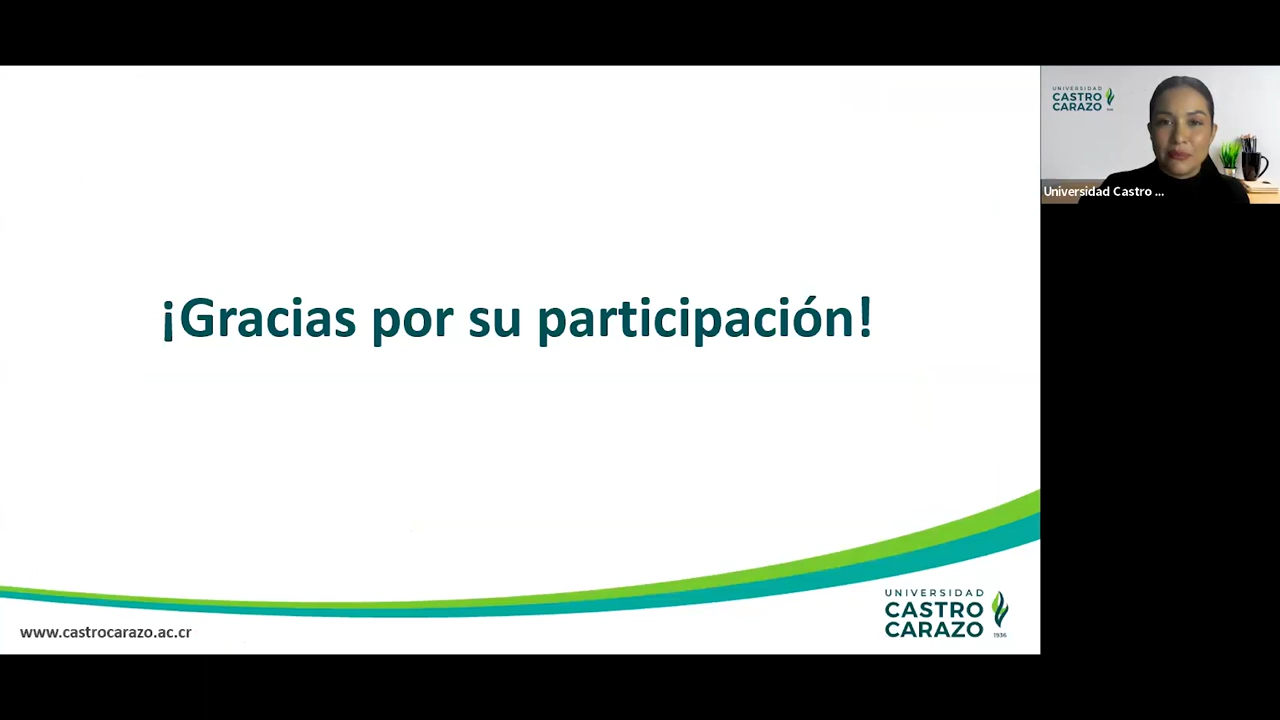 ¡Gracias por su participación!
www.castrocarazo.ac.cr
UNIVERSIDAD
CASTRO
CARAZO
1936
UNIVERSIDAD
CASTRO
CARAZO
Universidad Castro ...